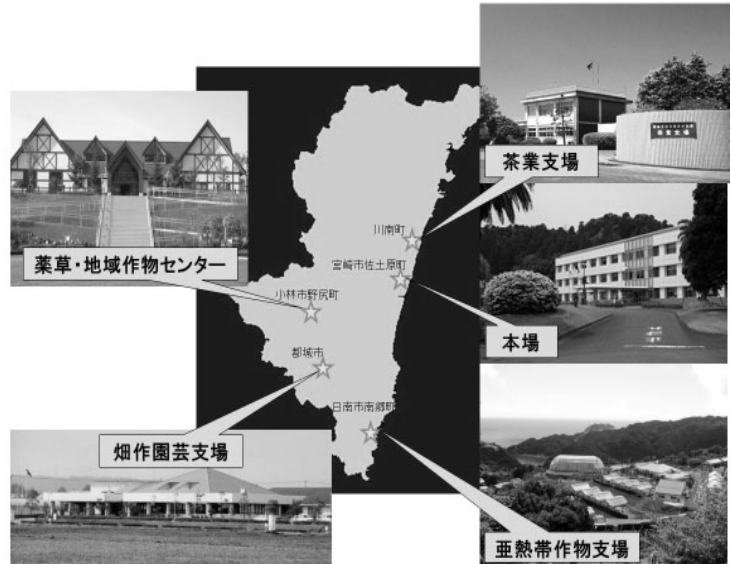 茶業支場
川南町
宮崎市佐土原町
薬草・地域作物センター
小林市野尻町
本場
都城市
日南市南郷町
畑作園芸支場
亜熱帯作物支場